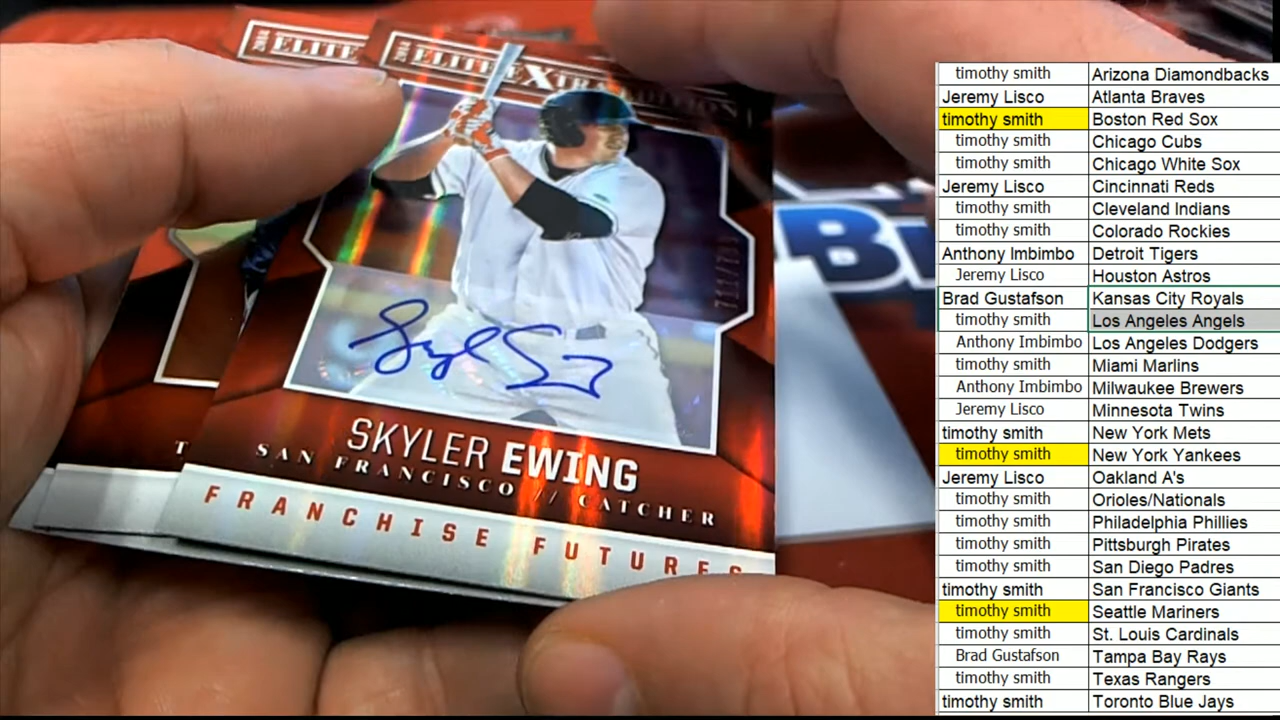 ELITE
ELITE EXTRA EDITION
711/799
Skyler Ewing
SKYLER EWING
SAN FRANCISCO // CATCHER
FRANCHISE FUTURES
T
B
timothy smith Arizona Diamondbacks
Jeremy Lisco Atlanta Braves
timothy smith Boston Red Sox
timothy smith Chicago Cubs
timothy smith Chicago White Sox
Jeremy Lisco Cincinnati Reds
timothy smith Cleveland Indians
timothy smith Colorado Rockies
Anthony Imbimbo Detroit Tigers
Jeremy Lisco Houston Astros
Brad Gustafson Kansas City Royals
timothy smith Los Angeles Angels
Anthony Imbimbo Los Angeles Dodgers
timothy smith Miami Marlins
Anthony Imbimbo Milwaukee Brewers
Jeremy Lisco Minnesota Twins
timothy smith New York Mets
timothy smith New York Yankees
Jeremy Lisco Oakland A's
timothy smith Orioles/Nationals
timothy smith Philadelphia Phillies
timothy smith Pittsburgh Pirates
timothy smith San Diego Padres
timothy smith San Francisco Giants
timothy smith Seattle Mariners
timothy smith St. Louis Cardinals
Brad Gustafson Tampa Bay Rays
timothy smith Texas Rangers
timothy smith Toronto Blue Jays